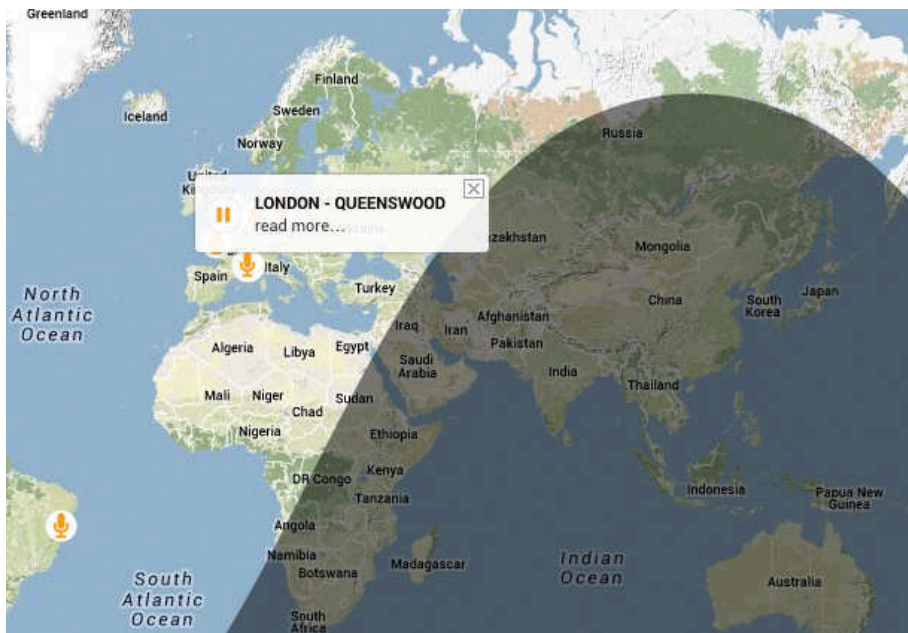 Greenland
Iceland
Finland
Sweden
Norway
Russia
United
LONDON - QUEENSWOOD
read more...
Kazakhstan
Mongolia
Spain
Italy
Turkey
China
South
Korea
Japan
North
Atlantic
Ocean
Iraq
Iran
Afghanistan
Pakistan
Algeria
Libya
Egypt
Saudi
Arabia
India
Thailand
Mali
Niger
Chad
Sudan
Nigeria
Ethiopia
DR Congo
Kenya
Tanzania
Indonesia
Papua New
Guinea
Angola
Namibia
Botswana
Madagascar
Indian
Ocean
Australia
South
Atlantic
Ocean
South
Africa